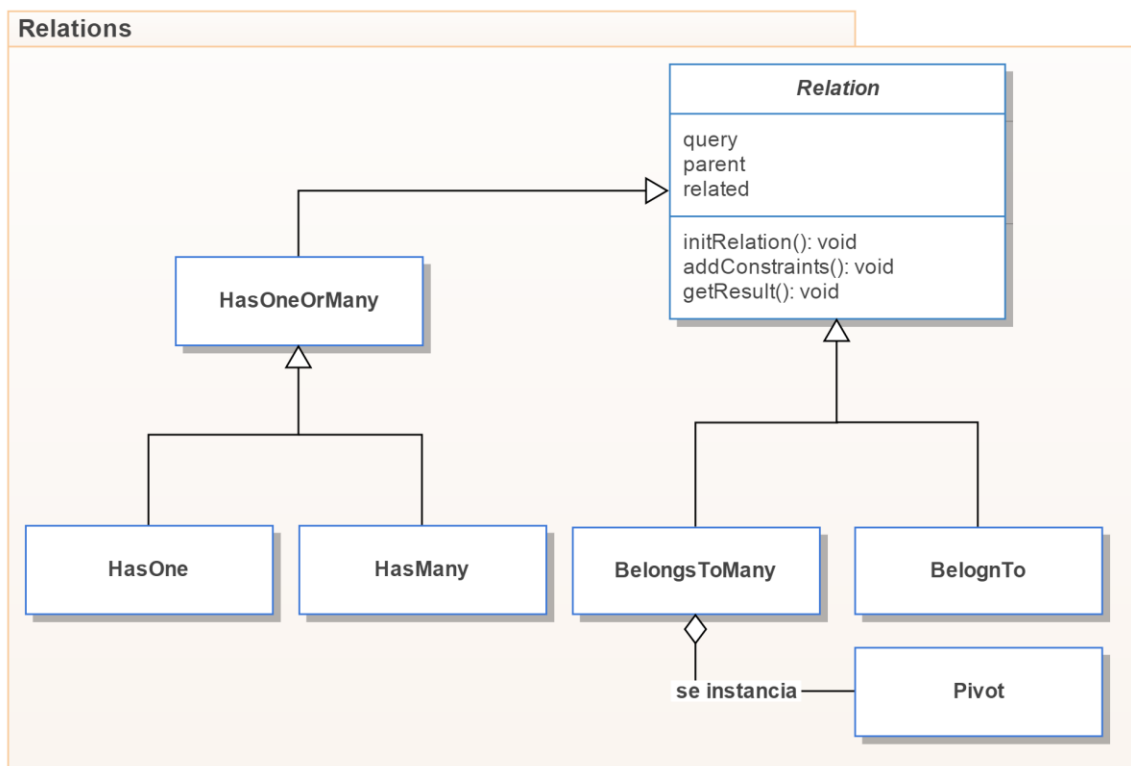 Relations
Relation
query
parent
related
initRelation(): void
addConstraints(): void
getResult(): void
HasOneOrMany
HasOne
HasMany
BelongsToMany
BelognTo
se instancia
Pivot